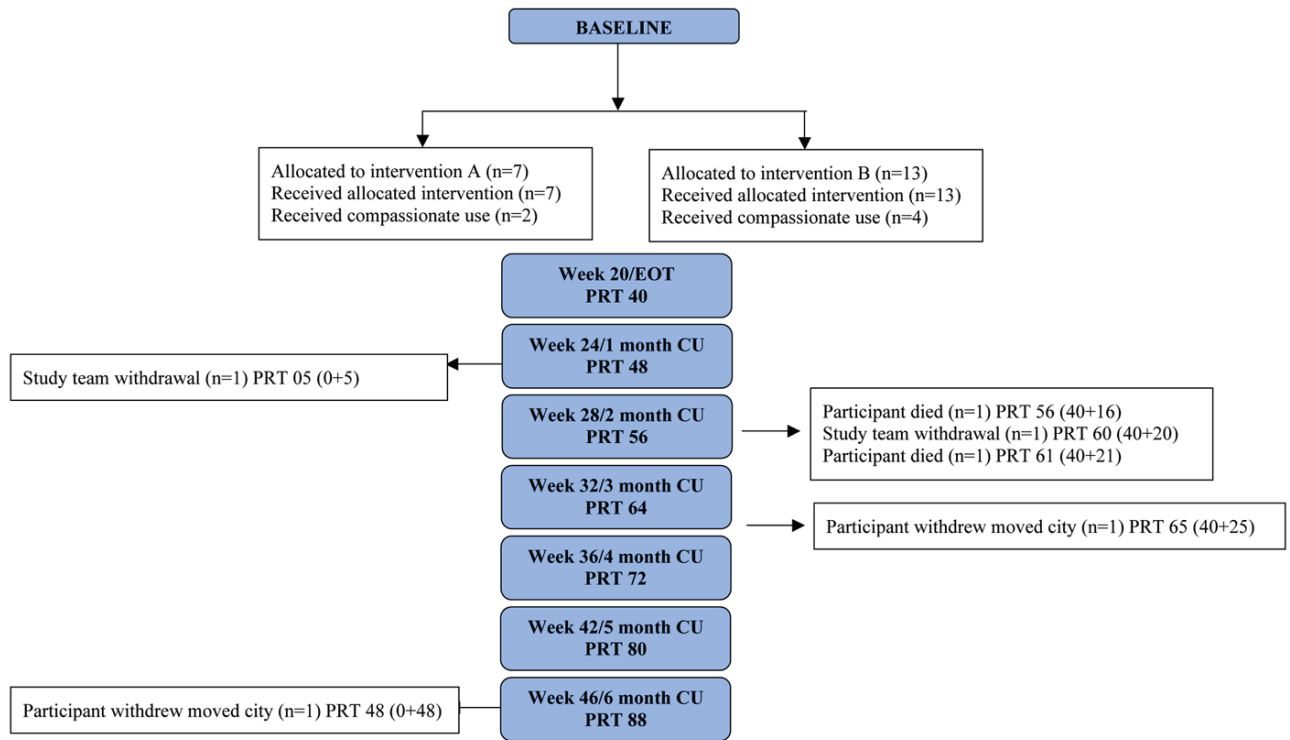 BASELINE
Allocated to intervention A (n=7)
Received allocated intervention (n=7)
Received compassionate use (n=2)
Allocated to intervention B (n=13)
Received allocated intervention (n=13)
Received compassionate use (n=4)
Week 20/EOT
PRT 40
Week 24/1 month CU
PRT 48
Study team withdrawal (n=1) PRT 05 (0+5)
Week 28/2 month CU
PRT 56
Participant died (n=1) PRT 56 (40+16)
Study team withdrawal (n=1) PRT 60 (40+20)
Participant died (n=1) PRT 61 (40+21)
Week 32/3 month CU
PRT 64
Participant withdrew moved city (n=1) PRT 65 (40+25)
Week 36/4 month CU
PRT 72
Week 42/5 month CU
PRT 80
Week 46/6 month CU
PRT 88
Participant withdrew moved city (n=1) PRT 48 (0+48)